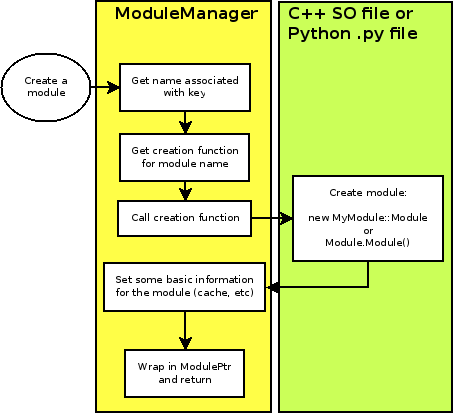 ModuleManager
C++ SO file or
Python .py file
Create a
module
Get name associated
with key
Get creation function
for module name
Call creation function
Create module:
new MyModule::Module
or
Module.Module()
Set some basic information
for the module (cache, etc)
Wrap in ModulePtr
and return